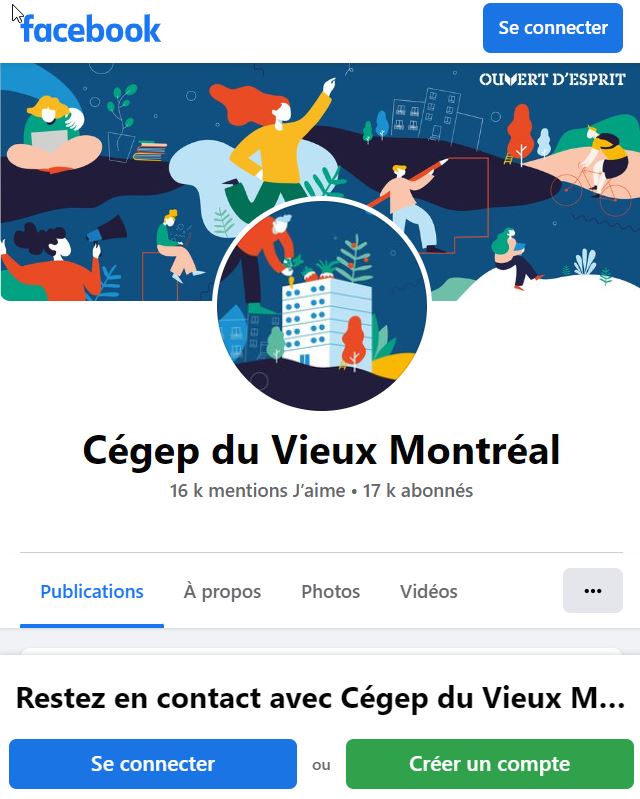 facebook
Se connecter
OUVERT D'ESPRIT
Cégep du Vieux Montréal
16 k mentions J’aime • 17 k abonnés
Publications
À propos
Photos
Vidéos
...
Restez en contact avec Cégep du Vieux M...
Se connecter
ou
Créer un compte